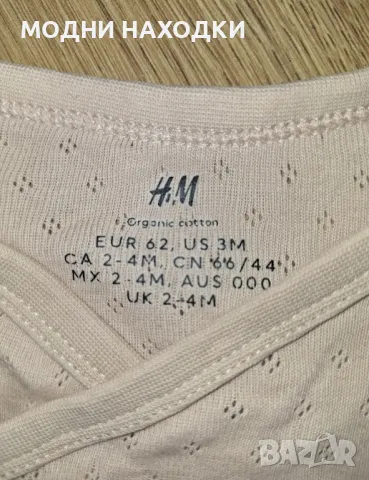 МОДНИ НАХОДКИ
H&M
Organic cotton
EUR 62, US 3M
CA 2-4M, CN 66/44
MX 2-4M, AUS 000
UK 2-4M
bazar